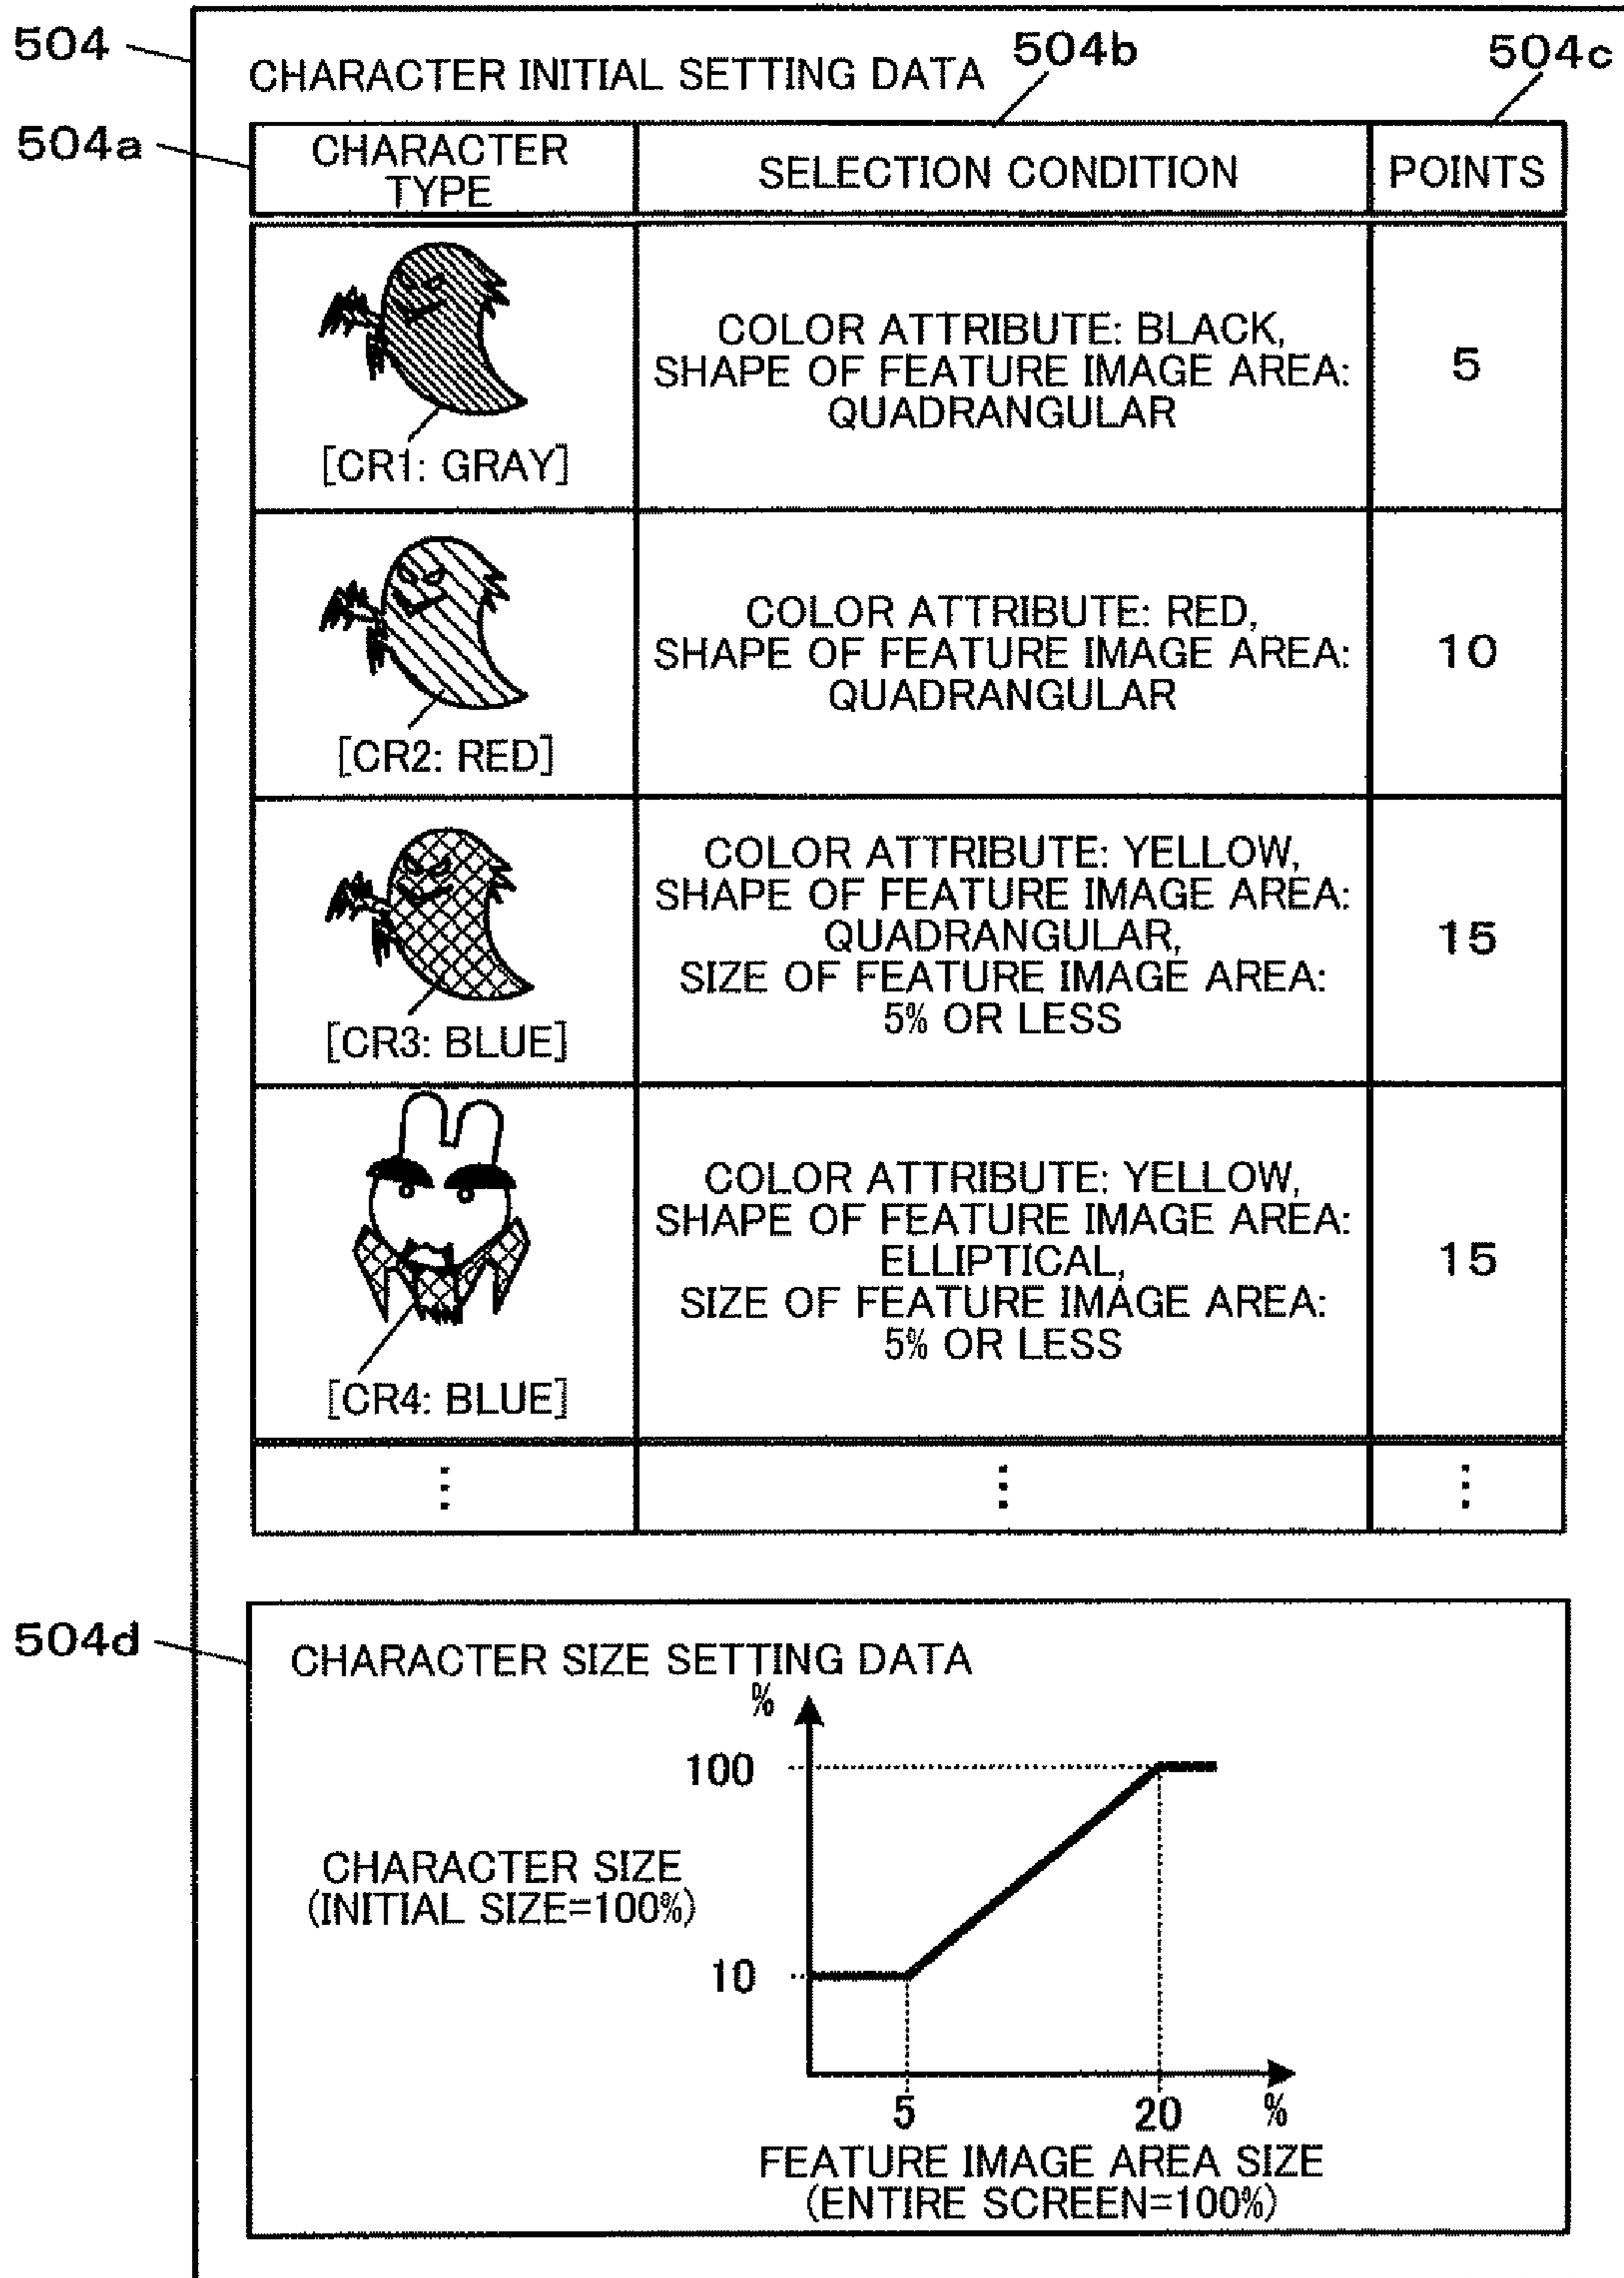 504
CHARACTER INITIAL SETTING DATA
504b
504c
504a
CHARACTER
TYPE
SELECTION CONDITION
POINTS
[CR1: GRAY]
COLOR ATTRIBUTE: BLACK,
SHAPE OF FEATURE IMAGE AREA:
QUADRANGULAR
5
[CR2: RED]
COLOR ATTRIBUTE: RED,
SHAPE OF FEATURE IMAGE AREA:
QUADRANGULAR
10
[CR3: BLUE]
COLOR ATTRIBUTE: YELLOW,
SHAPE OF FEATURE IMAGE AREA:
QUADRANGULAR,
SIZE OF FEATURE IMAGE AREA:
5% OR LESS
15
[CR4: BLUE]
COLOR ATTRIBUTE: YELLOW,
SHAPE OF FEATURE IMAGE AREA:
ELLIPTICAL,
SIZE OF FEATURE IMAGE AREA:
5% OR LESS
15
⋮ ⋮ ⋮
504d
CHARACTER SIZE SETTING DATA
%
100
CHARACTER SIZE
(INITIAL SIZE=100%)
10
5 20 %
FEATURE IMAGE AREA SIZE
(ENTIRE SCREEN=100%)